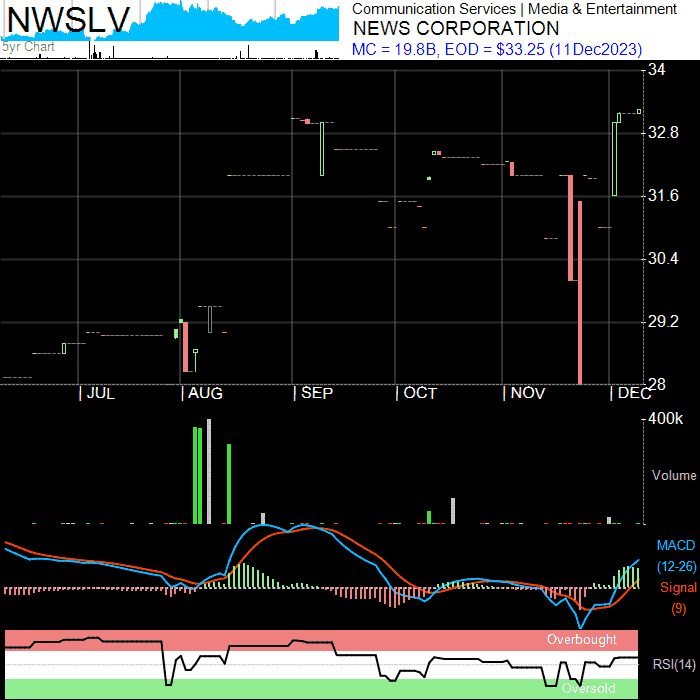 NWSLV
5yr Chart
Communication Services | Media & Entertainment
NEWS CORPORATION
MC = 19.8B, EOD = $33.25 (11Dec2023)
34
32.8
31.6
30.4
29.2
28
| JUL | AUG | SEP | OCT | NOV | DEC
400k
Volume
MACD
(12-26)
Signal
(9)
Overbought
RSI(14)
Oversold